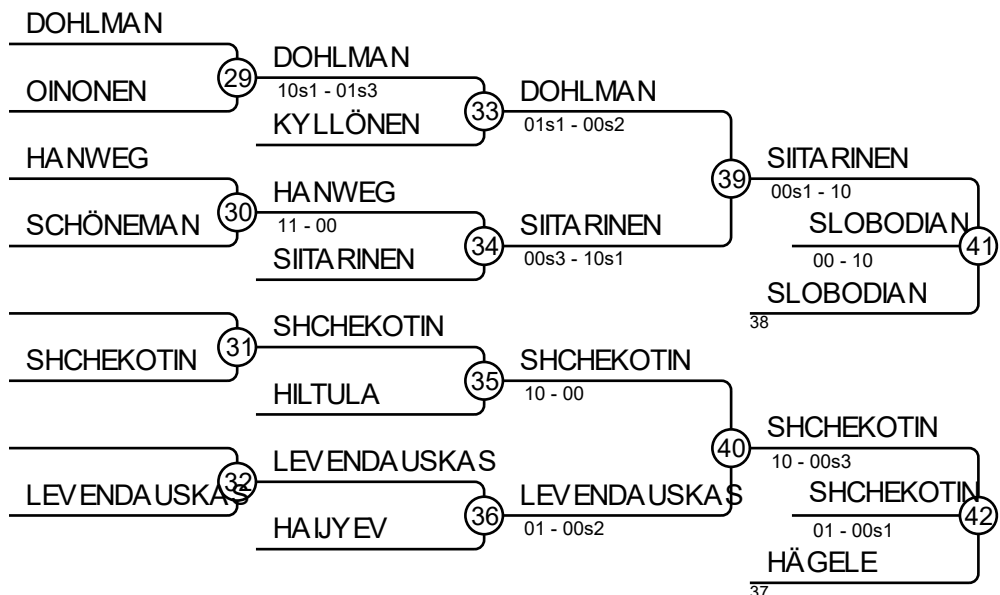 DOHLMAN
DOHLMAN
29
OINONEN
10s1 - 01s3
DOHLMAN
KYLLÖNEN
33
01s1 - 00s2
HANWEG
SIITARINEN
39
HANWEG
00s1 - 10
30
SCHÖNEMAN
11 - 00
SIITARINEN
SLOBODIAN
34
41
SIITARINEN
00s3 - 10s1
00 - 10
SLOBODIAN
38
SHCHEKOTIN
31
SHCHEKOTIN
SHCHEKOTIN
35
HILTULA
10 - 00
SHCHEKOTIN
40
LEVENDAUSKAS
10 - 00s3
32
LEVENDAUSKAS
LEVENDAUSKAS
SHCHEKOTIN
36
42
HAIJYEV
01 - 00s2
01 - 00s1
HÄGELE
37